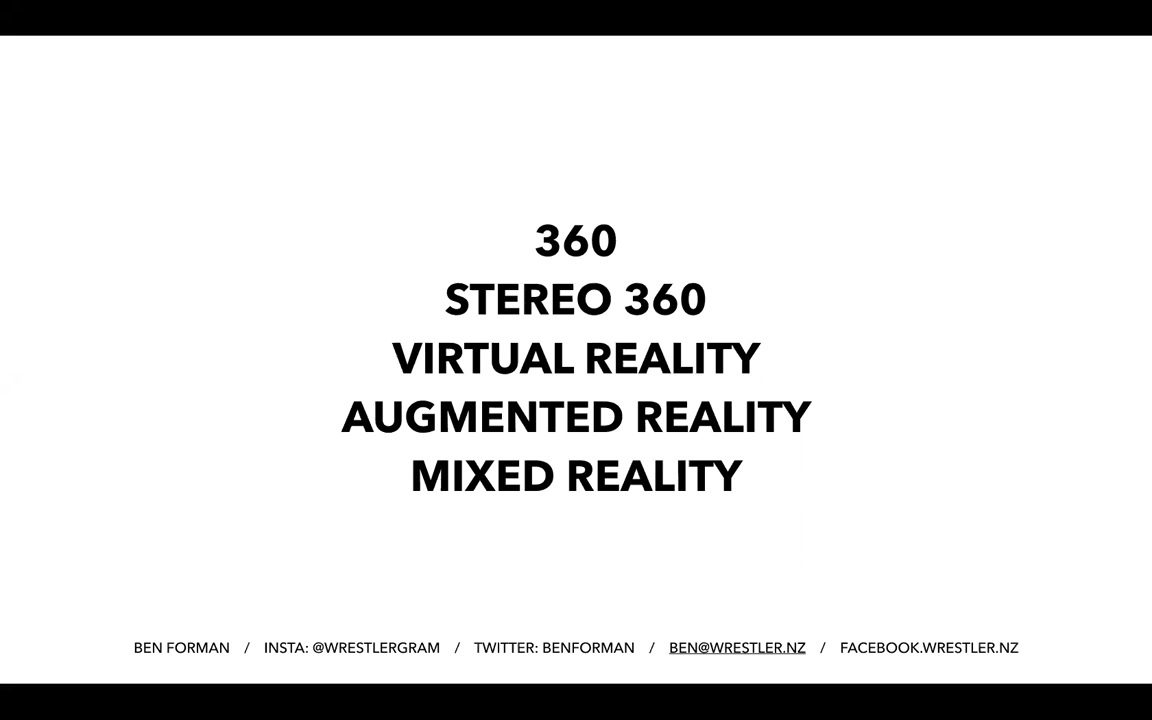 360
STEREO 360
VIRTUAL REALITY
AUGMENTED REALITY
MIXED REALITY
BEN FORMAN / INSTA: @WRESTLERGRAM / TWITTER: BENFORMAN / BEN@WRESTLER.NZ / FACEBOOK.WRESTLER.NZ